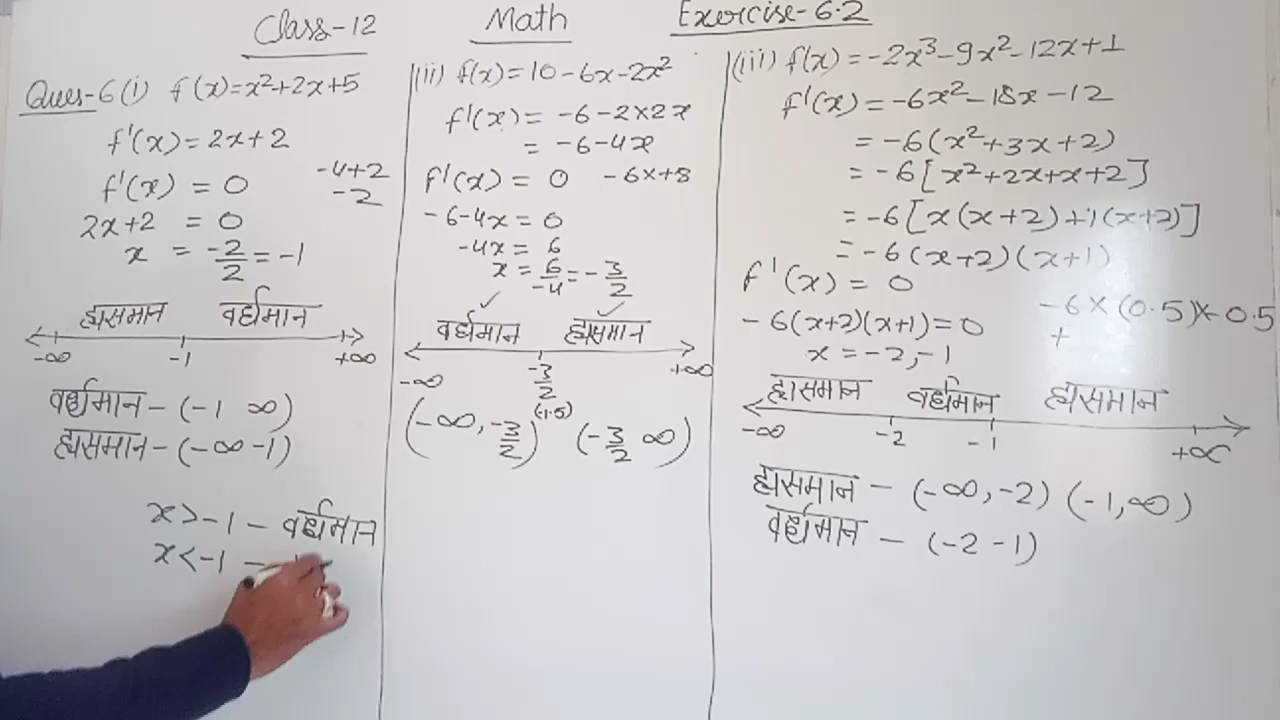 Class-12 Math Exercise-6.2
Ques-6(i) f(x)=x²+2x+5
f'(x)=2x+2
f'(x) = 0
-4+2
-2
2x+2 = 0
x = -2/2 = -1
ह्रासमान वर्द्धमान
-∞ -1 +∞
वर्द्धमान - (-1 ∞)
ह्रासमान - (-∞ -1)
x>-1 - वर्द्धमान
x<-1 -
(ii) f(x)=10-6x-2x²
f'(x) = -6-2×2x
= -6-4x
f'(x) = 0 -6×+8
-6-4x = 0
-4x = 6
x = 6/-4 = -3/2
वर्द्धमान ह्रासमान
-∞ -3/2 +∞
(-∞, -3/2) (1.5) (-3/2 ∞)
(iii) f(x) = -2x³-9x²-12x+1
f'(x) = -6x²-18x-12
= -6(x²+3x+2)
= -6[x²+2x+x+2]
= -6[x(x+2)+1(x+2)]
= -6(x+2)(x+1)
f'(x) = 0
-6×(0.5)×-0.5
+
-6(x+2)(x+1)=0
x = -2, -1
ह्रासमान वर्द्धमान ह्रासमान
-∞ -2 -1 +∞
ह्रासमान - (-∞,-2) (-1,∞)
वर्द्धमान - (-2 -1)